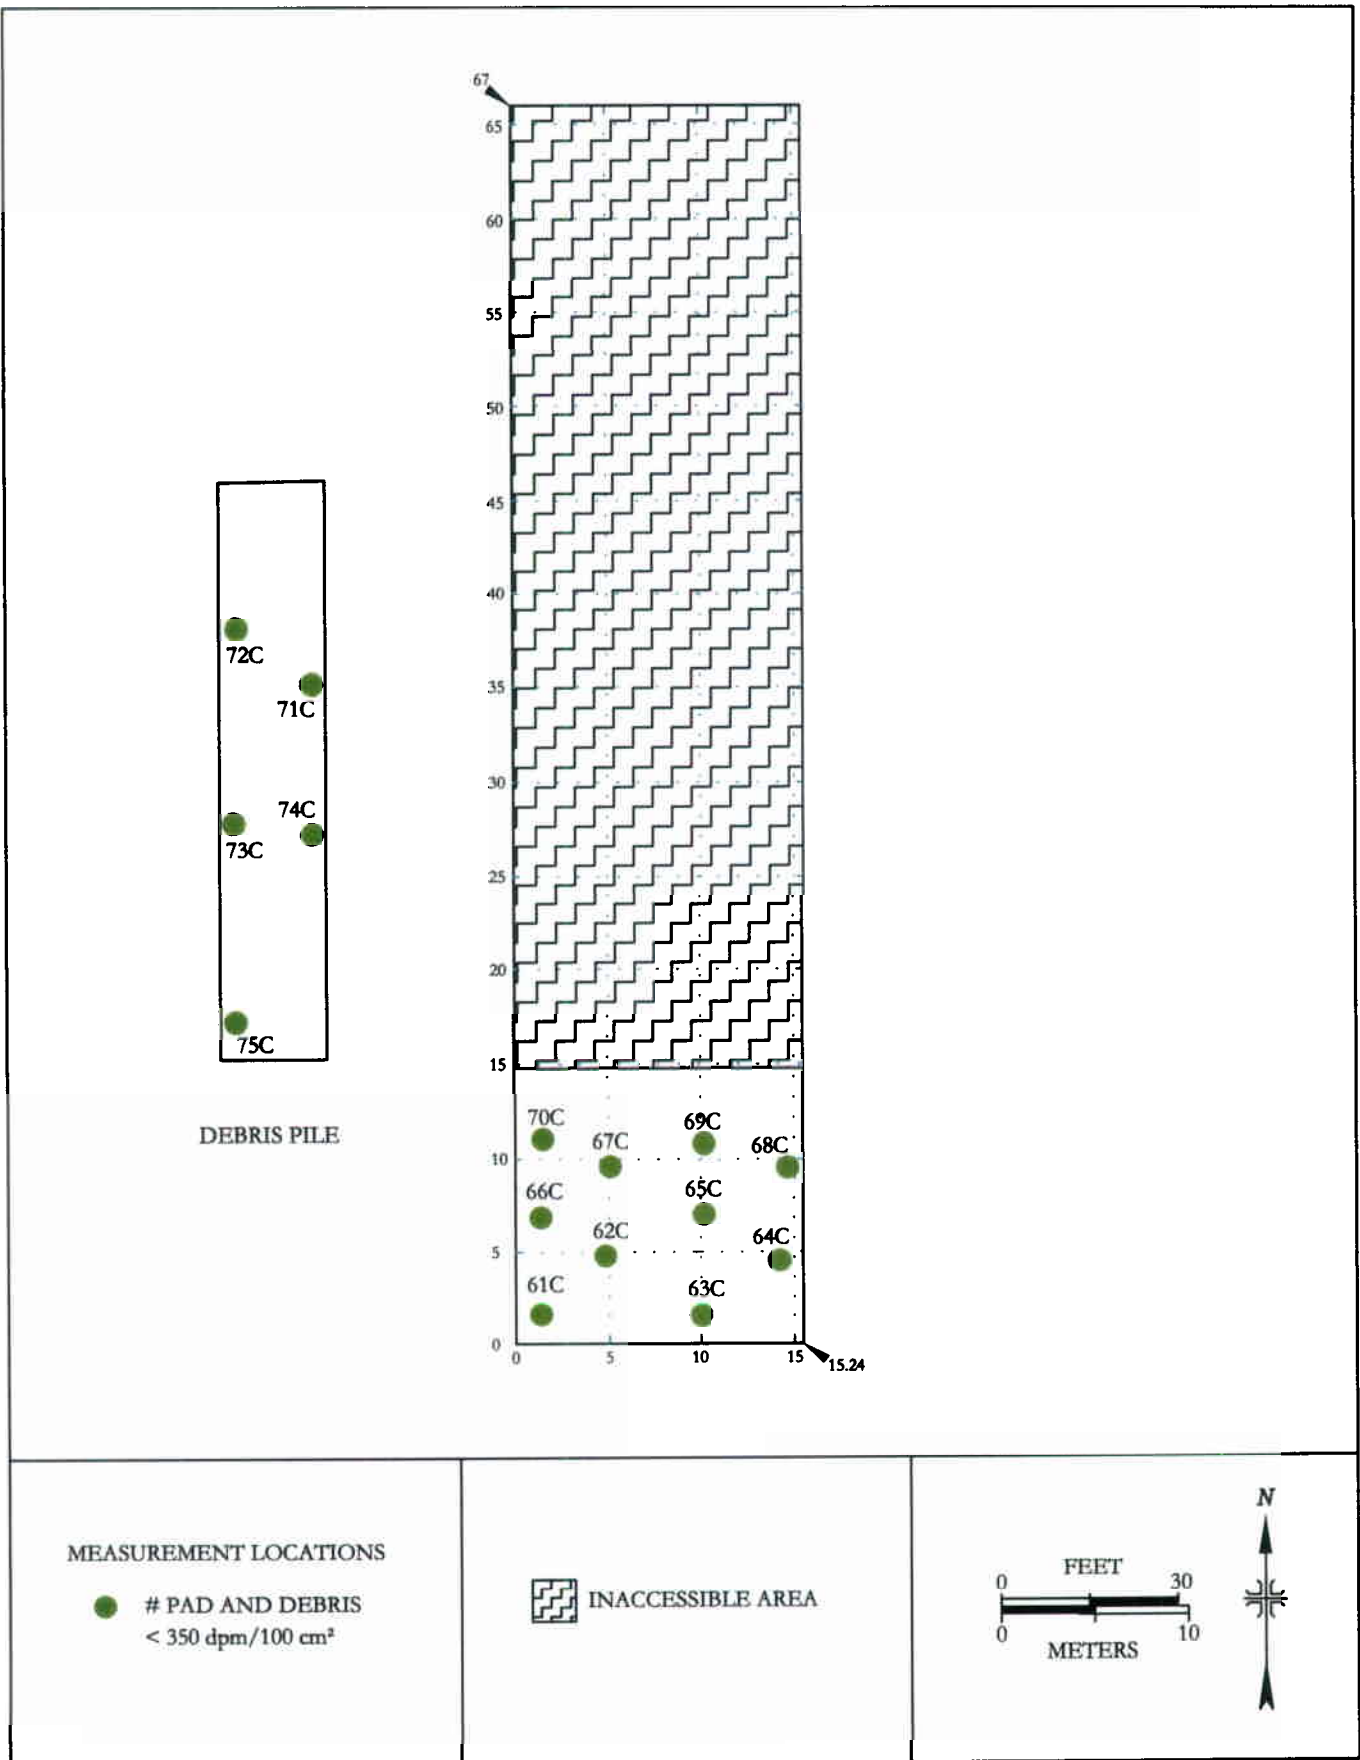 67
65
60
55
50
45
40
35
30
25
20
15
10
5
0
0 5 10 15
15.24
72C
71C
74C
73C
75C
DEBRIS PILE
70C
69C
67C
68C
66C
65C
62C
64C
61C
63C
MEASUREMENT LOCATIONS
# PAD AND DEBRIS
< 350 dpm/100 cm²
INACCESSIBLE AREA
N
FEET
0 30
0 10
METERS